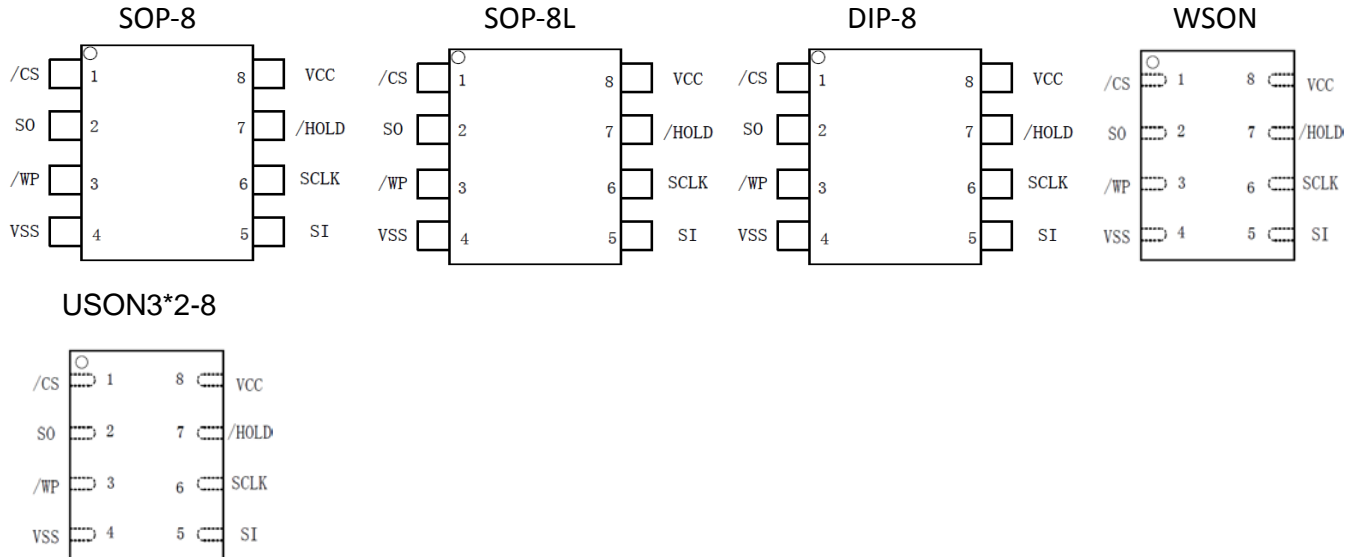 SOP-8 SOP-8L DIP-8 WSON
/CS 1 8 VCC /CS 1 8 VCC /CS 1 8 VCC /CS 1 8 VCC
SO 2 7 /HOLD SO 2 7 /HOLD SO 2 7 /HOLD SO 2 7 /HOLD
/WP 3 6 SCLK /WP 3 6 SCLK /WP 3 6 SCLK /WP 3 6 SCLK
VSS 4 5 SI VSS 4 5 SI VSS 4 5 SI VSS 4 5 SI
USON3*2-8
/CS 1 8 VCC
SO 2 7 /HOLD
/WP 3 6 SCLK
VSS 4 5 SI